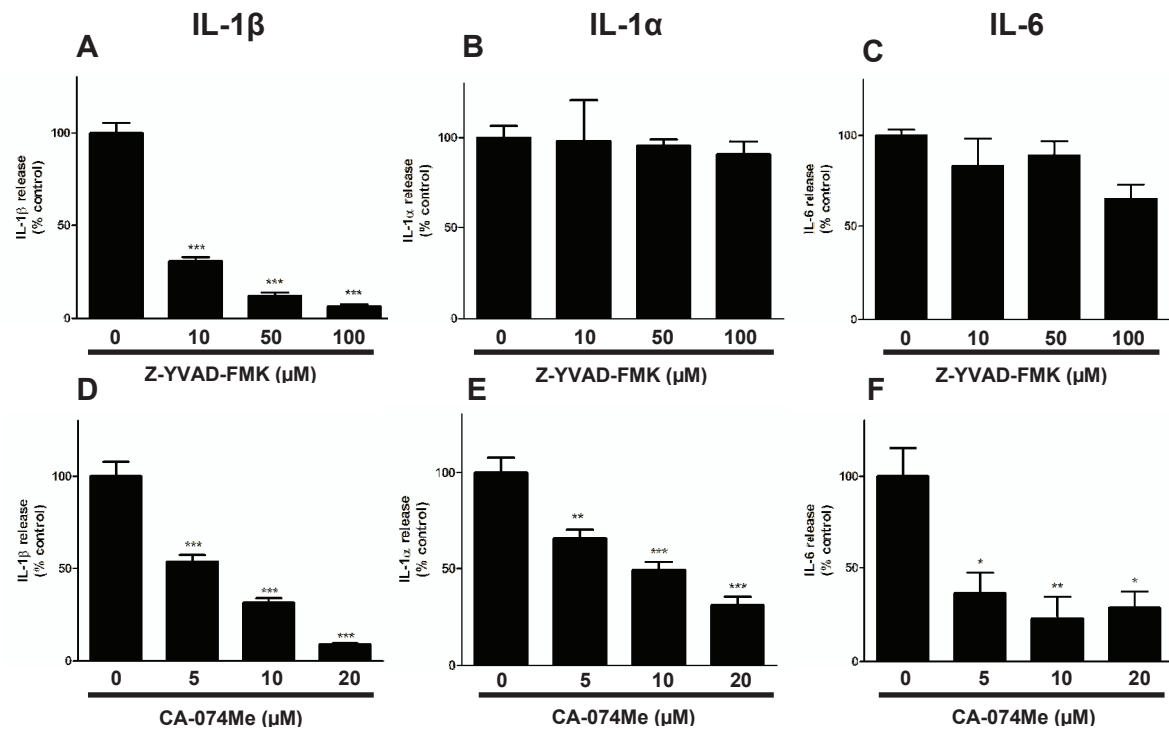 IL-1β
IL-1α
IL-6
A
IL-1β release
(% control)
100
50
0
***
***
***
0 10 50 100
Z-YVAD-FMK (µM)
B
IL-1α release
(% control)
100
50
0
0 10 50 100
Z-YVAD-FMK (µM)
C
IL-6 release
(% control)
100
50
0
0 10 50 100
Z-YVAD-FMK (µM)
D
IL-1β release
(% control)
100
50
0
***
***
***
0 5 10 20
CA-074Me (µM)
E
IL-1α release
(% control)
100
50
0
**
***
***
0 5 10 20
CA-074Me (µM)
F
IL-6 release
(% control)
100
50
0
*
**
*
0 5 10 20
CA-074Me (µM)